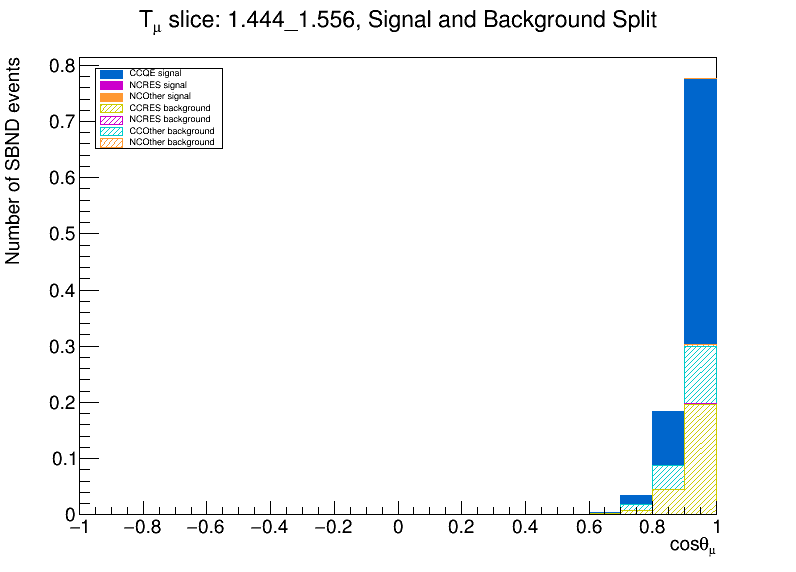 Tμ slice: 1.444_1.556, Signal and Background Split
Number of SBND events
0.8
0.7
0.6
0.5
0.4
0.3
0.2
0.1
0
CCQE signal
NCRES signal
NCOther signal
CCRES background
NCRES background
CCOther background
NCOther background
−1 −0.8 −0.6 −0.4 −0.2 0 0.2 0.4 0.6 0.8 1
cosθμ